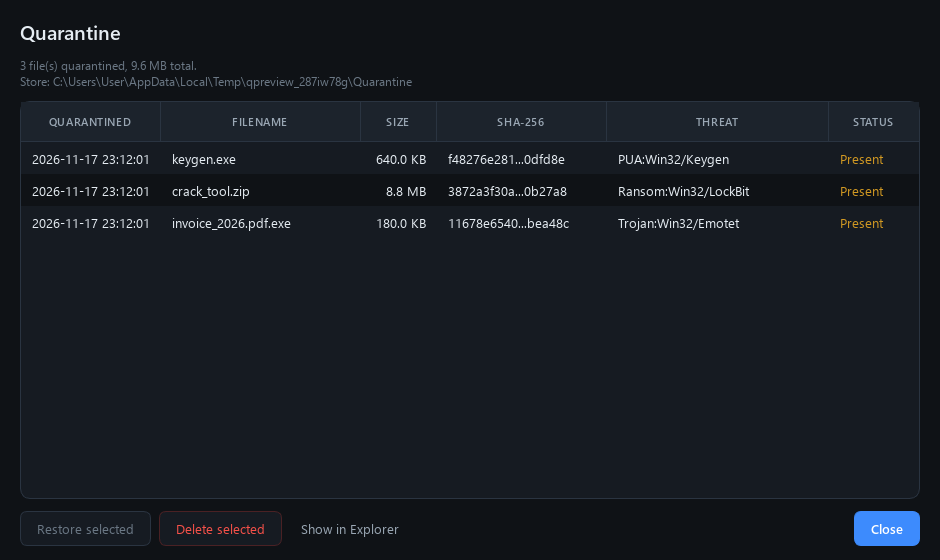 Quarantine
3 file(s) quarantined, 9.6 MB total.
Store: C:\Users\User\AppData\Local\Temp\qpreview_287iw78g\Quarantine
QUARANTINED FILENAME SIZE SHA-256 THREAT STATUS
2026-11-17 23:12:01 keygen.exe 640.0 KB f48276e281...0dfd8e PUA:Win32/Keygen Present
2026-11-17 23:12:01 crack_tool.zip 8.8 MB 3872a3f30a...0b27a8 Ransom:Win32/LockBit Present
2026-11-17 23:12:01 invoice_2026.pdf.exe 180.0 KB 11678e6540...bea48c Trojan:Win32/Emotet Present
Restore selected Delete selected Show in Explorer Close